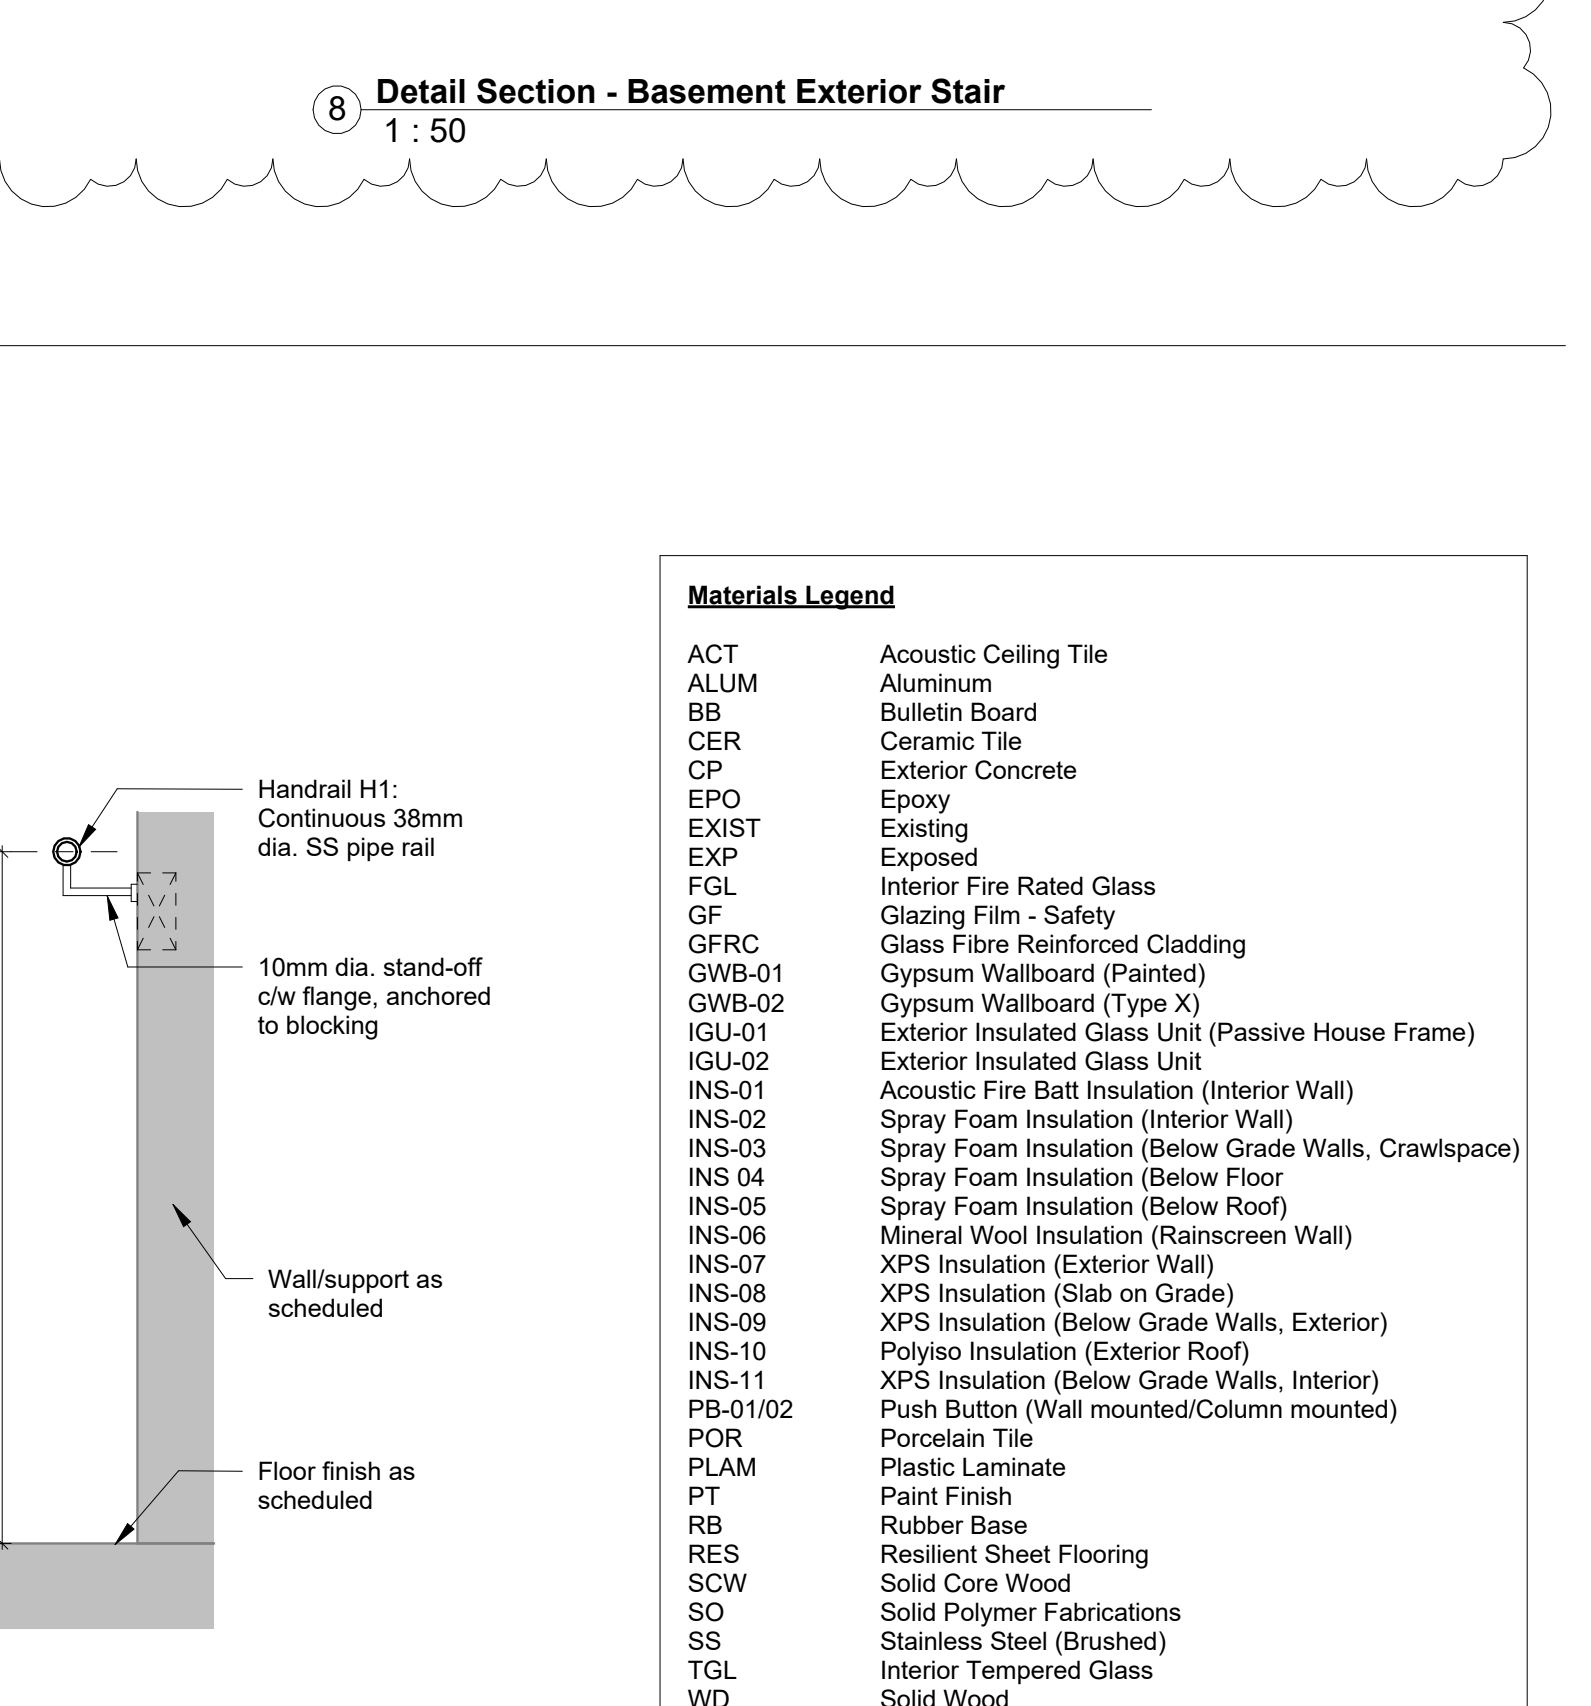 8
Detail Section - Basement Exterior Stair
1 : 50
Handrail H1:
Continuous 38mm
dia. SS pipe rail
10mm dia. stand-off
c/w flange, anchored
to blocking
Wall/support as
scheduled
Floor finish as
scheduled
Materials Legend
ACT Acoustic Ceiling Tile
ALUM Aluminum
BB Bulletin Board
CER Ceramic Tile
CP Exterior Concrete
EPO Epoxy
EXIST Existing
EXP Exposed
FGL Interior Fire Rated Glass
GF Glazing Film - Safety
GFRC Glass Fibre Reinforced Cladding
GWB-01 Gypsum Wallboard (Painted)
GWB-02 Gypsum Wallboard (Type X)
IGU-01 Exterior Insulated Glass Unit (Passive House Frame)
IGU-02 Exterior Insulated Glass Unit
INS-01 Acoustic Fire Batt Insulation (Interior Wall)
INS-02 Spray Foam Insulation (Interior Wall)
INS-03 Spray Foam Insulation (Below Grade Walls, Crawlspace)
INS 04 Spray Foam Insulation (Below Floor
INS-05 Spray Foam Insulation (Below Roof)
INS-06 Mineral Wool Insulation (Rainscreen Wall)
INS-07 XPS Insulation (Exterior Wall)
INS-08 XPS Insulation (Slab on Grade)
INS-09 XPS Insulation (Below Grade Walls, Exterior)
INS-10 Polyiso Insulation (Exterior Roof)
INS-11 XPS Insulation (Below Grade Walls, Interior)
PB-01/02 Push Button (Wall mounted/Column mounted)
POR Porcelain Tile
PLAM Plastic Laminate
PT Paint Finish
RB Rubber Base
RES Resilient Sheet Flooring
SCW Solid Core Wood
SO Solid Polymer Fabrications
SS Stainless Steel (Brushed)
TGL Interior Tempered Glass
WD Solid Wood